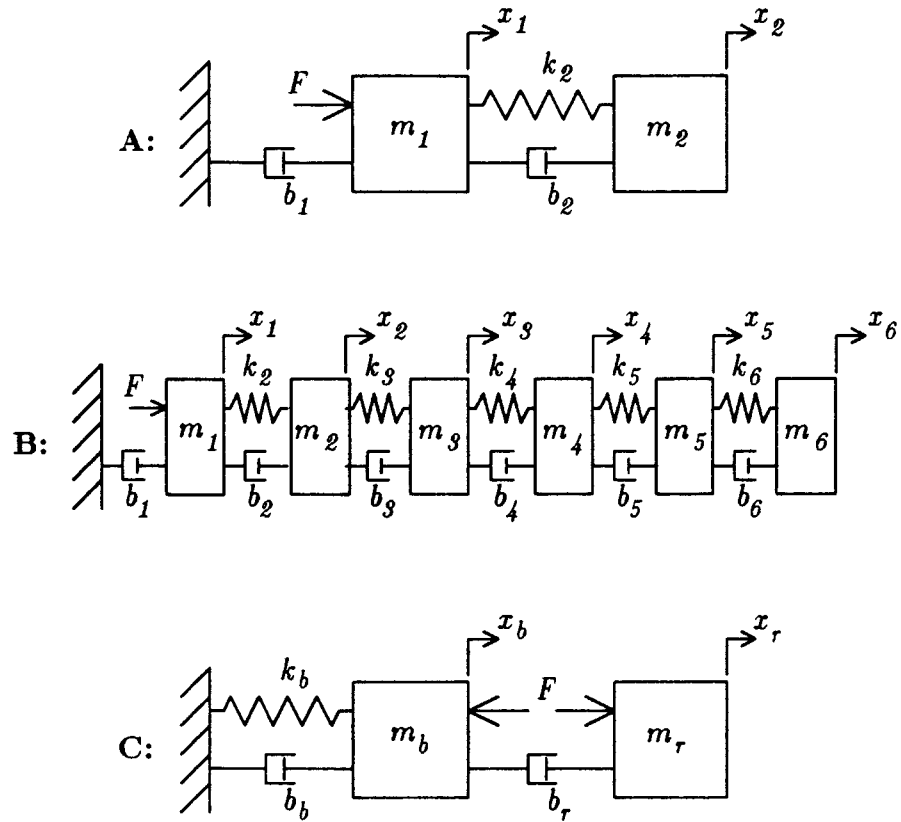 x1 x2
k2
F
A: m1 m2
b1 b2
x1 x2 x3 x4 x5 x6
k2 k3 k4 k5 k6
F
B: m1 m2 m3 m4 m5 m6
b1 b2 b3 b4 b5 b6
xb xr
kb F
C: mb mr
bb br